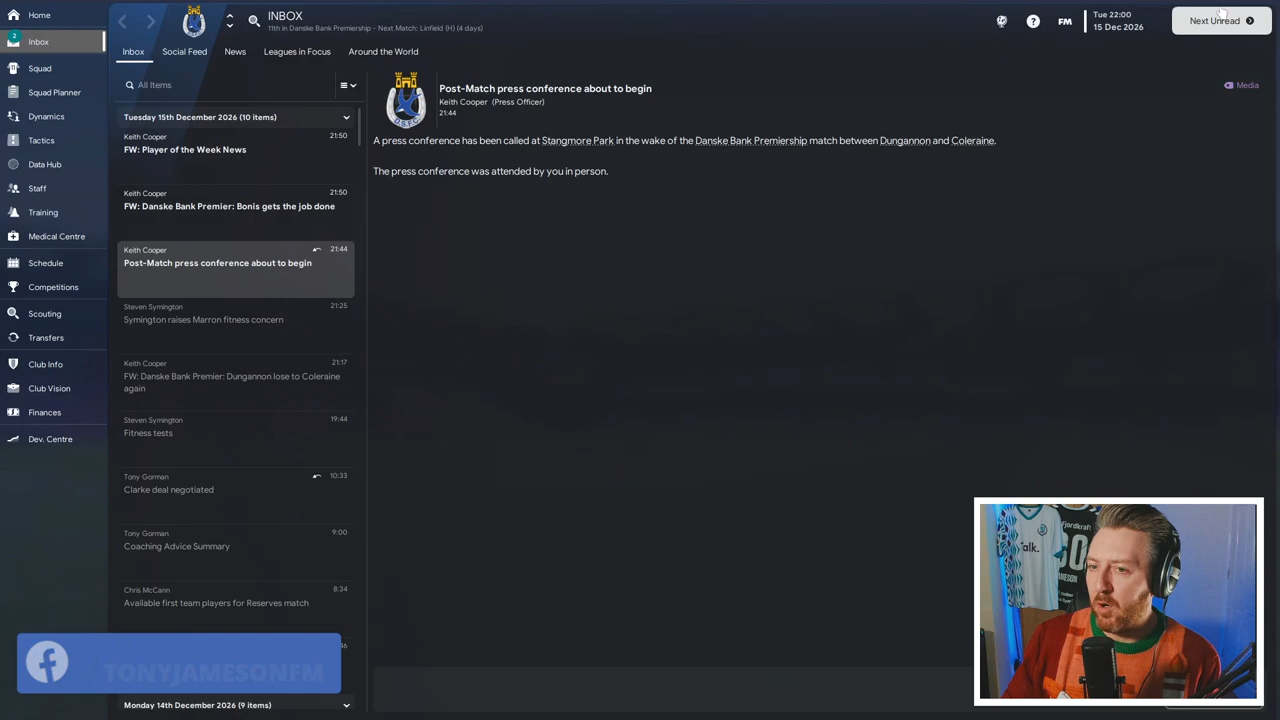 Home
2
Inbox
Squad
Squad Planner
Dynamics
Tactics
Data Hub
Staff
Training
Medical Centre
Schedule
Competitions
Scouting
Transfers
Club Info
Club Vision
Finances
Dev. Centre
INBOX
11th in Danske Bank Premiership - Next Match: Linfield (H) (4 days)
?
FM
Tue 22:00
15 Dec 2026
Next Unread
Inbox
Social Feed
News
Leagues in Focus
Around the World
All Items
Tuesday 15th December 2026 (10 items)
Keith Cooper
21:50
FW: Player of the Week News
Keith Cooper
21:50
FW: Danske Bank Premier: Bonis gets the job done
Keith Cooper
21:44
Post-Match press conference about to begin
Steven Symington
21:25
Symington raises Marron fitness concern
Keith Cooper
21:17
FW: Danske Bank Premier: Dungannon lose to Coleraine
again
Steven Symington
19:44
Fitness tests
Tony Gorman
10:33
Clarke deal negotiated
Tony Gorman
9:00
Coaching Advice Summary
Chris McCann
8:34
Available first team players for Reserves match
46
Monday 14th December 2026 (9 items)
Post-Match press conference about to begin
Keith Cooper (Press Officer)
21:44
Media
A press conference has been called at Stangmore Park in the wake of the Danske Bank Premiership match between Dungannon and Coleraine.
The press conference was attended by you in person.
TONYJAMESONFM
Talk.
Fjordkraft
30